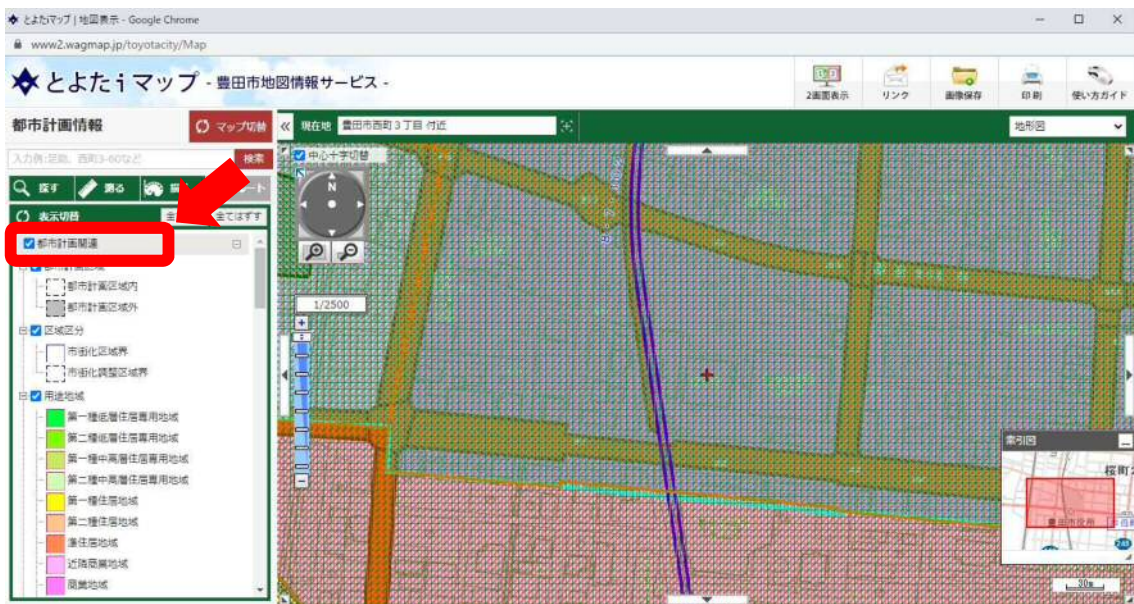 とよたiマップ | 地図表示 - Google Chrome
www2.wagmap.jp/toyotacity/Map
とよたiマップ - 豊田市地図情報サービス -
2画面表示
リンク
画像保存
印刷
使い方ガイド
都市計画情報
マップ切替
現在地 豊田市西町3丁目 付近
地形図
入力例:足助、西町3-60など
検索
中心十字切替
探す
測る
表示切替
全てはずす
N
都市計画関連
都市計画区域
都市計画区域内
都市計画区域外
区域区分
市街化区域界
市街化調整区域界
用途地域
第一種低層住居専用地域
第二種低層住居専用地域
第一種中高層住居専用地域
第二種中高層住居専用地域
第一種住居地域
第二種住居地域
準住居地域
近隣商業地域
商業地域
1/2500
索引図
桜町
豊田市役所
248
30m